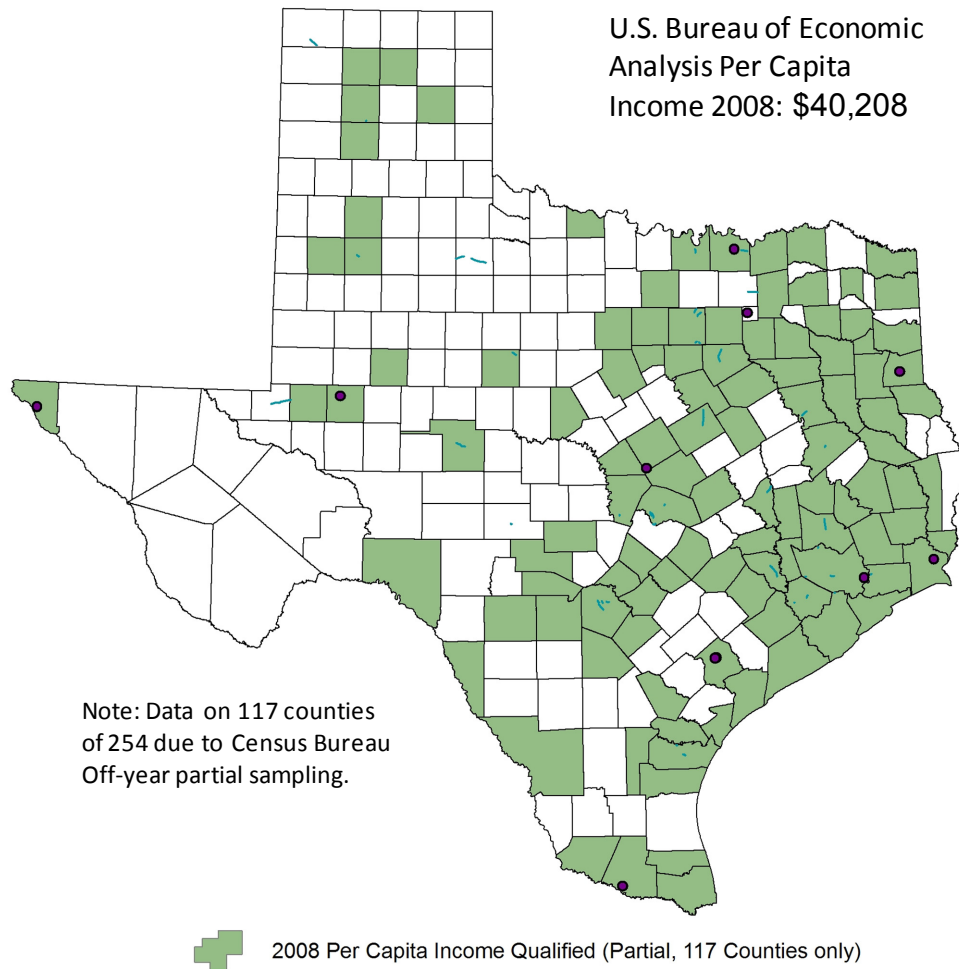 U.S. Bureau of Economic
Analysis Per Capita
Income 2008: $40,208
Note: Data on 117 counties
of 254 due to Census Bureau
Off-year partial sampling.
2008 Per Capita Income Qualified (Partial, 117 Counties only)